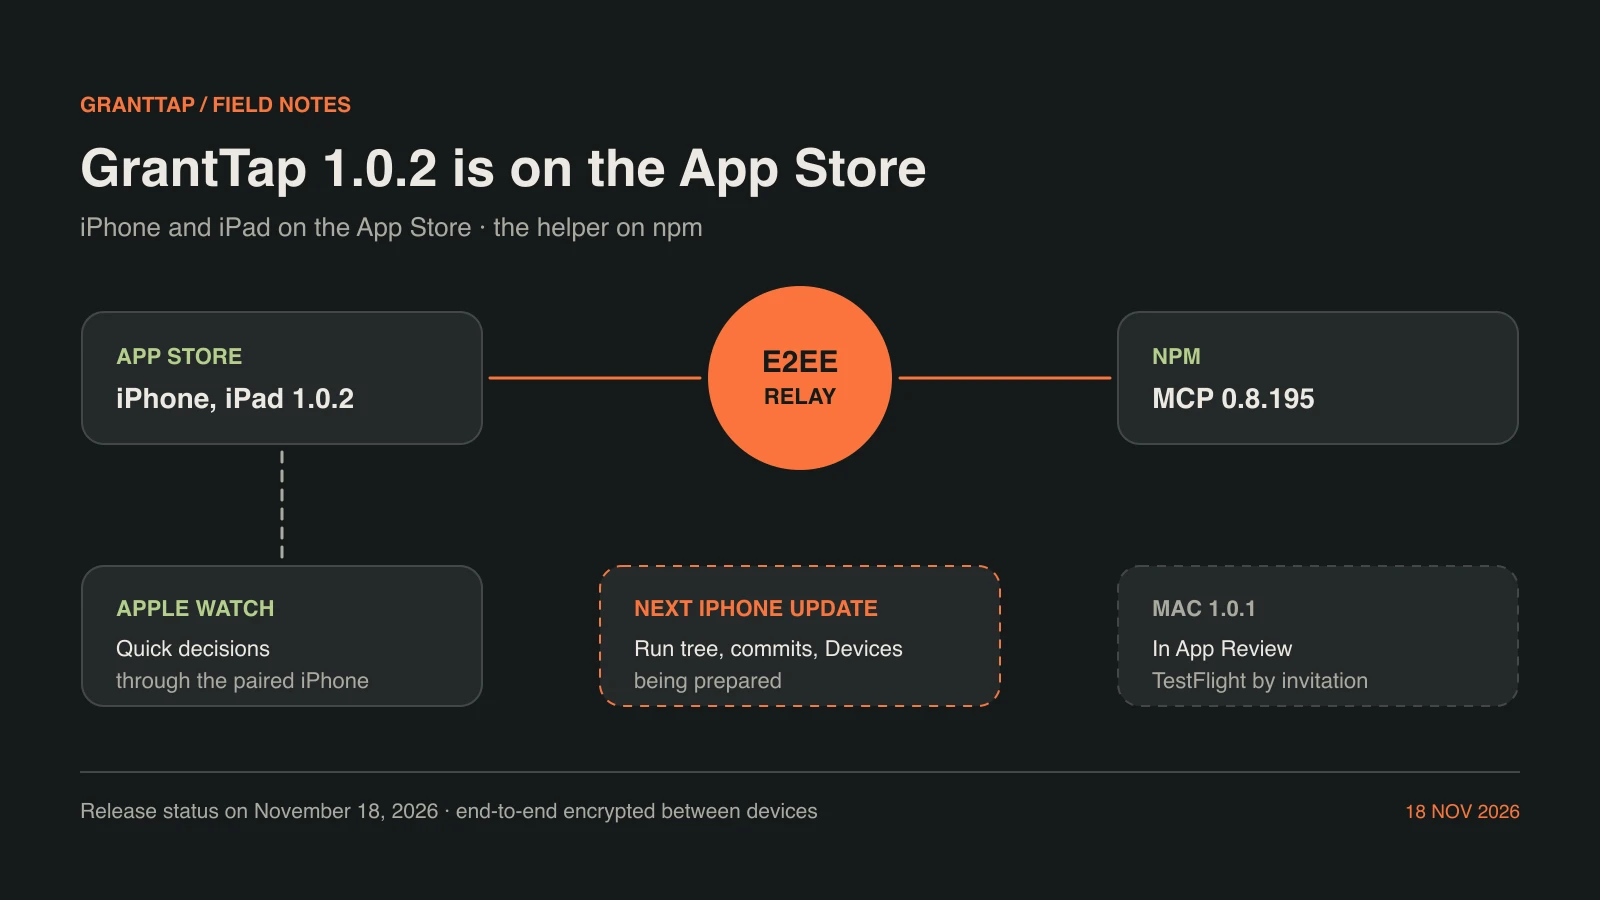 GRANTTAP / FIELD NOTES
GrantTap 1.0.2 is on the App Store
iPhone and iPad on the App Store · the helper on npm
APP STORE
iPhone, iPad 1.0.2
E2EE
RELAY
NPM
MCP 0.8.195
APPLE WATCH
Quick decisions
through the paired iPhone
NEXT IPHONE UPDATE
Run tree, commits, Devices
being prepared
MAC 1.0.1
In App Review
TestFlight by invitation
Release status on November 18, 2026 · end-to-end encrypted between devices
18 NOV 2026